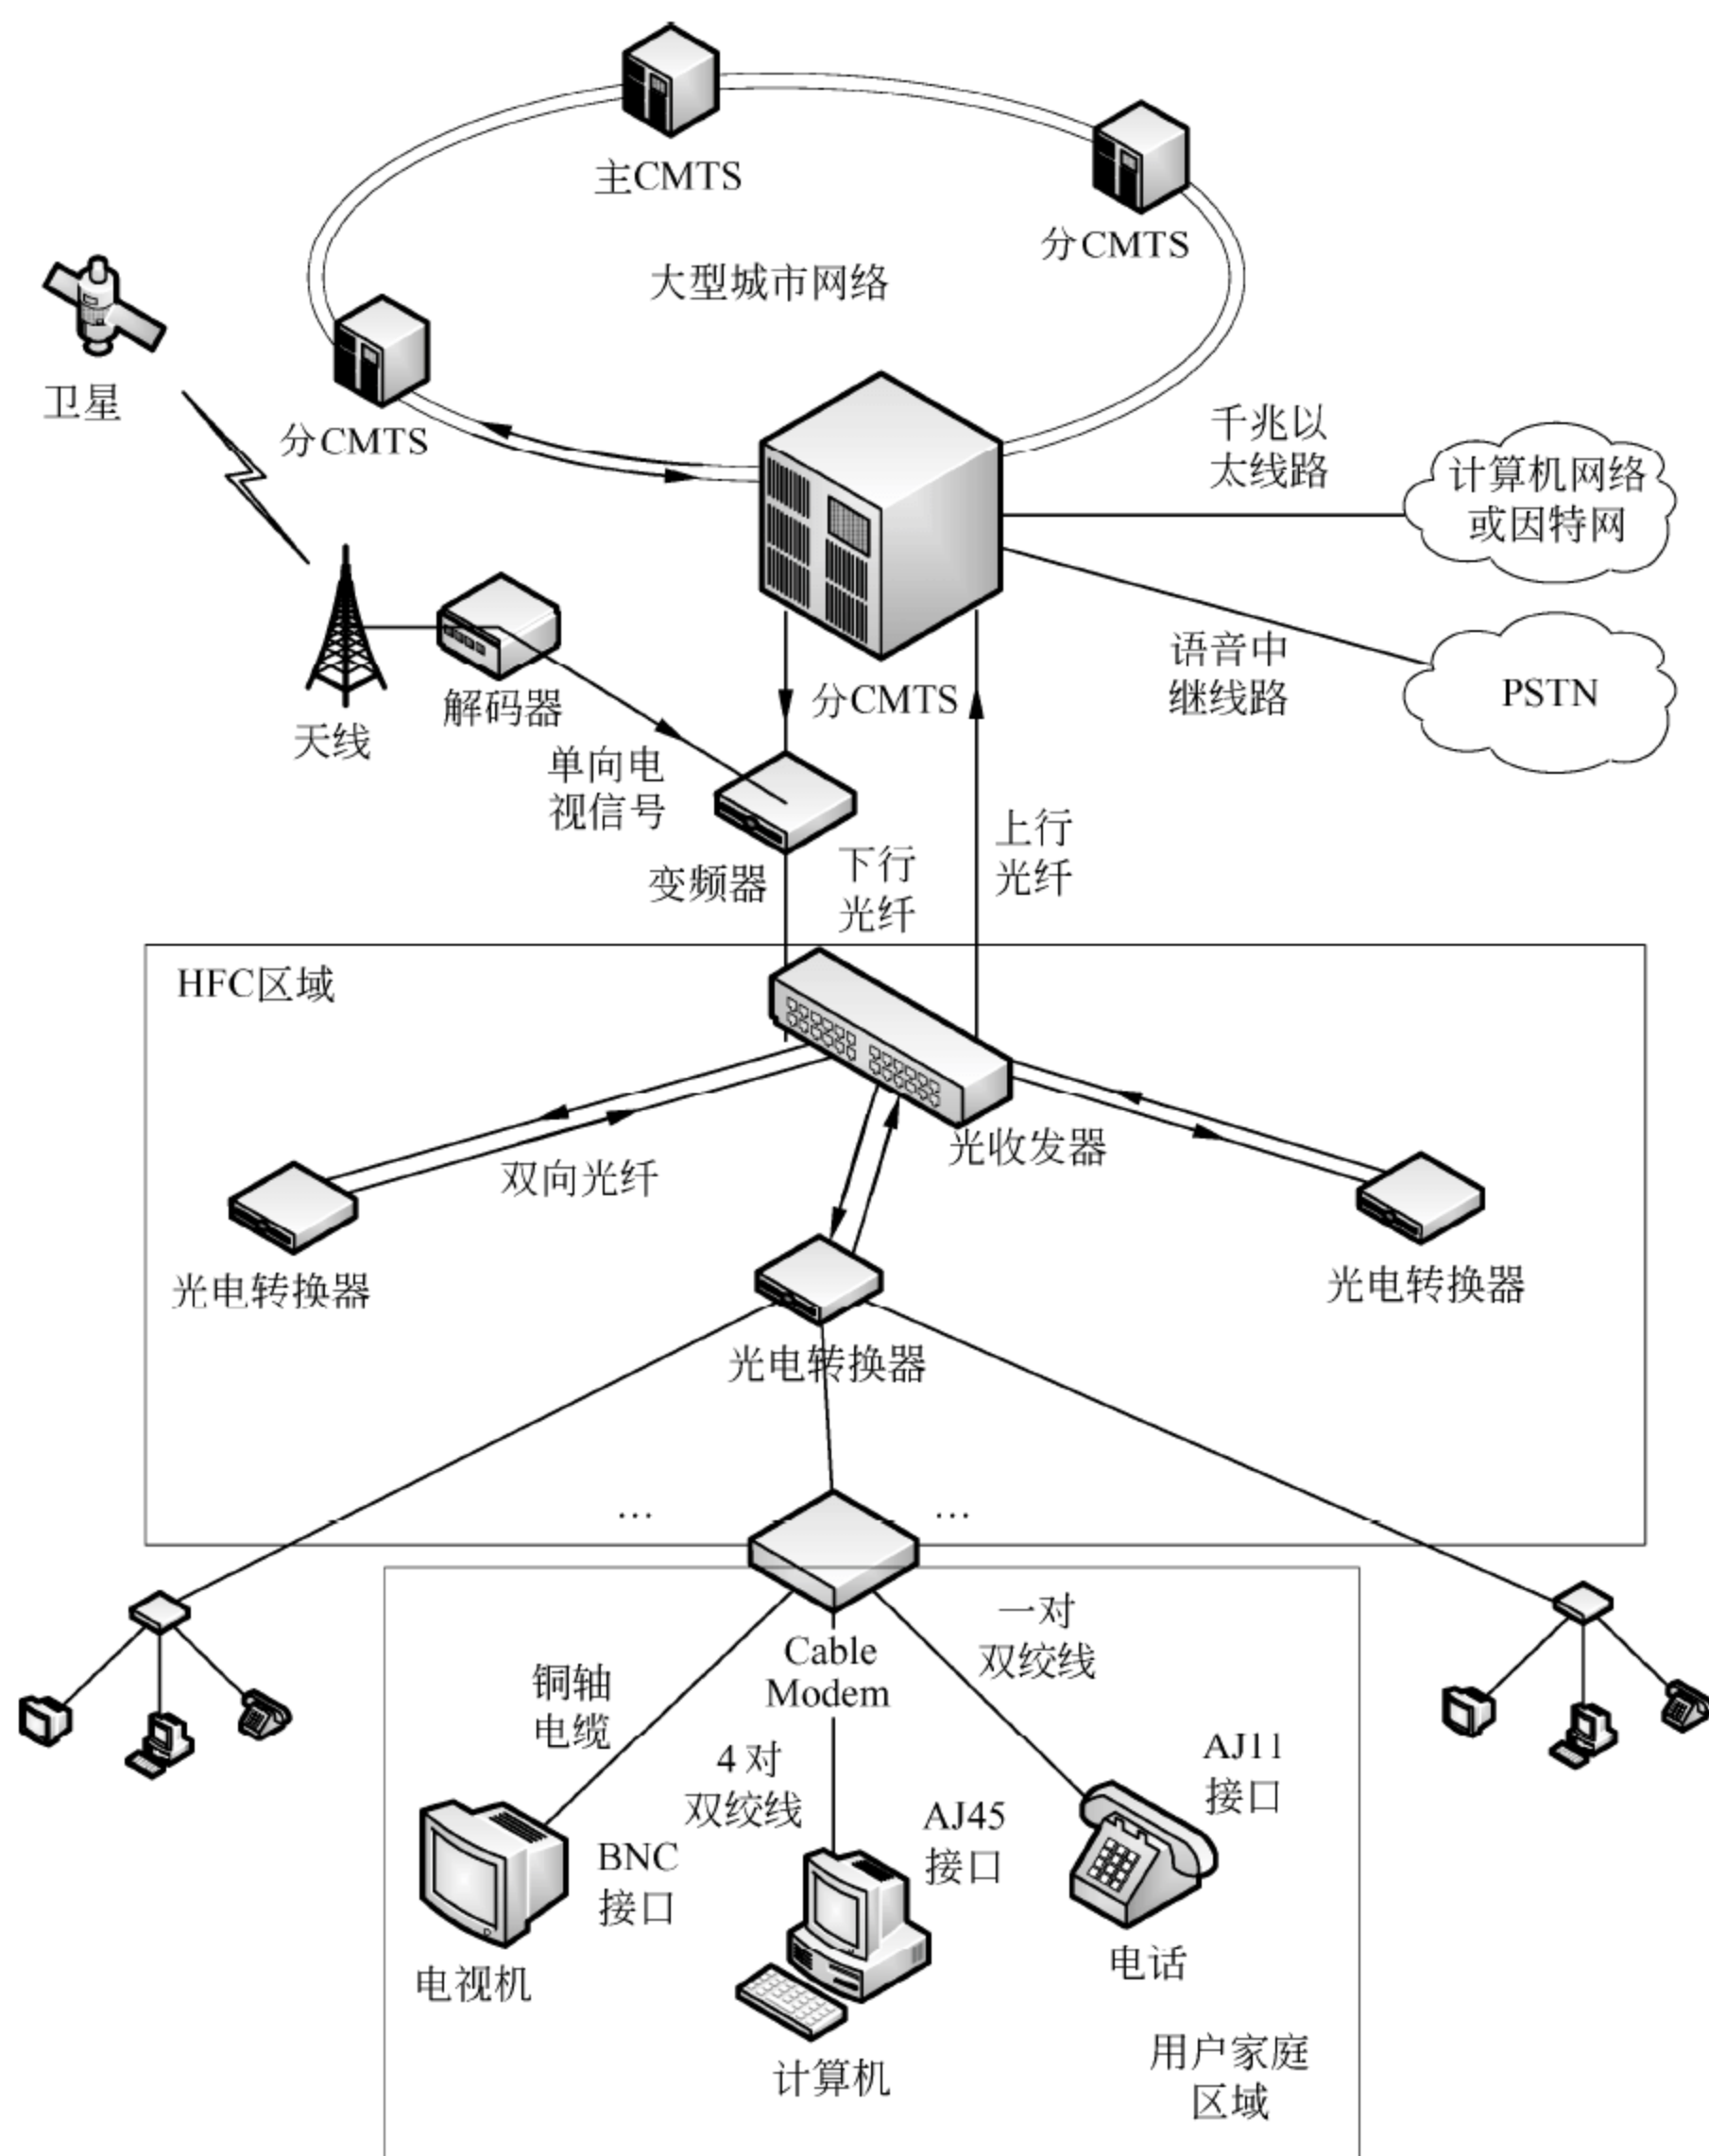 主CMTS
分CMTS
大型城市网络
卫星
分CMTS
千兆以
太线路
计算机网络
或因特网
解码器
天线
分CMTS
语音中
继线路
PSTN
单向电
视信号
变频器
下行
光纤
上行
光纤
HFC区域
光收发器
双向光纤
光电转换器
光电转换器
光电转换器
…
…
一对
双绞线
Cable
Modem
铜轴
电缆
4对
双绞线
AJ11
接口
AJ45
接口
BNC
接口
电话
电视机
计算机
用户家庭
区域